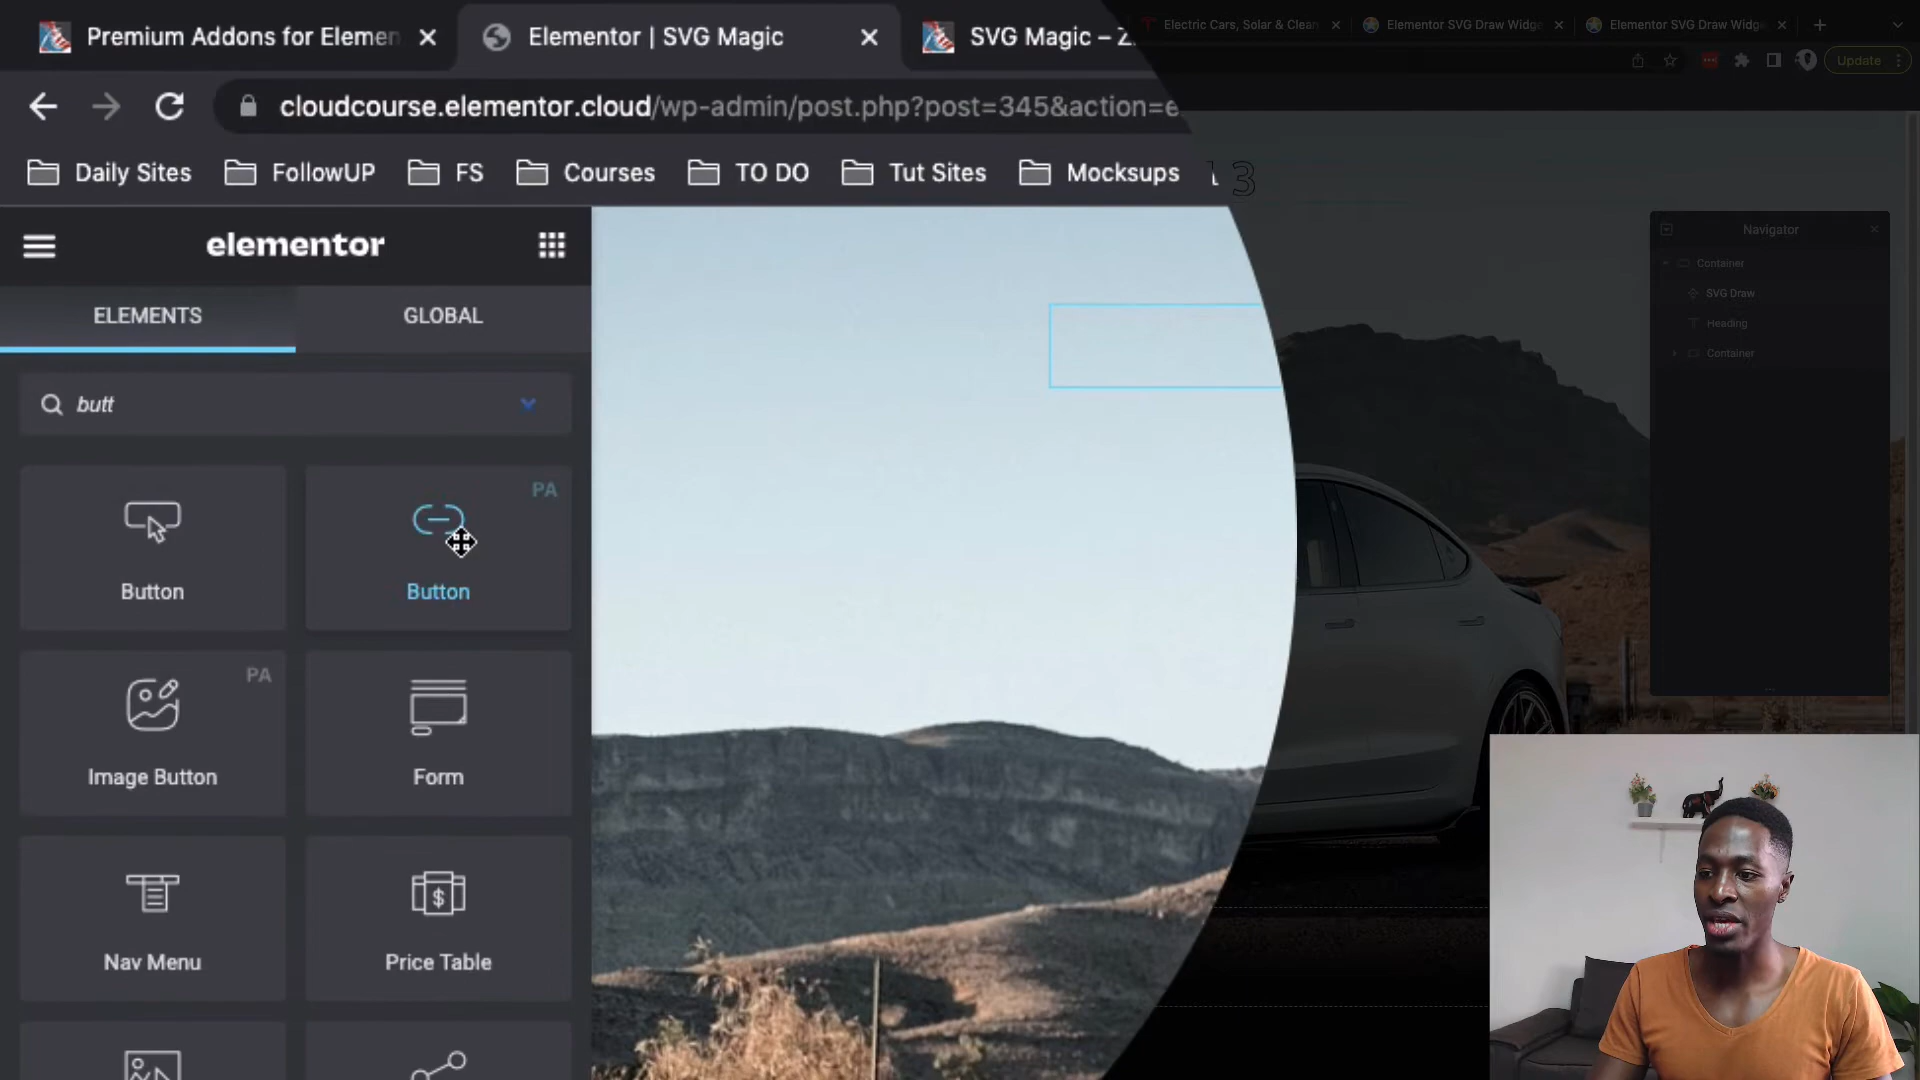 Premium Addons for Elemen
Elementor | SVG Magic
SVG Magic – Z
Electric Cars, Solar & Clean
Elementor SVG Draw Widge
Elementor SVG Draw Widge
cloudcourse.elementor.cloud/wp-admin/post.php?post=345&action=e
Update
Daily Sites
FollowUP
FS
Courses
TO DO
Tut Sites
Mocksups
3
elementor
ELEMENTS
GLOBAL
butt
Button
PA
Button
PA
Image Button
Form
Nav Menu
Price Table
Navigator
Container
SVG Draw
Heading
Container